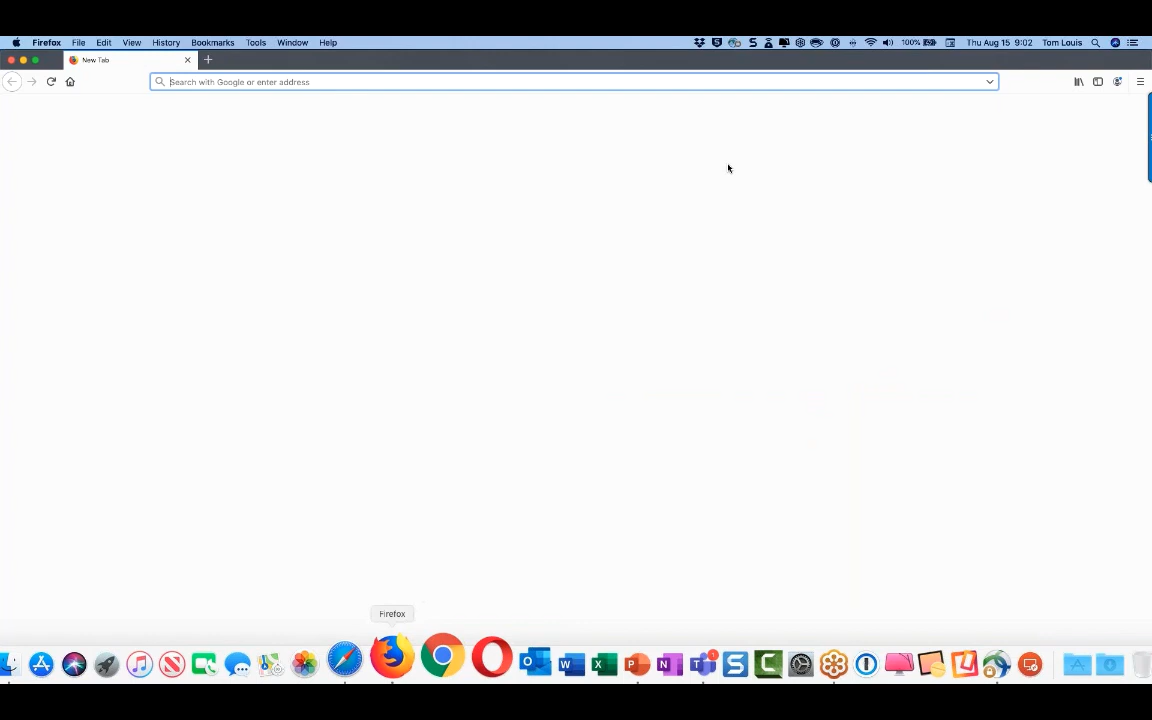 Firefox File Edit View History Bookmarks Tools Window Help 100% Thu Aug 15 9:02 Tom Louis
New Tab
Search with Google or enter address
Firefox